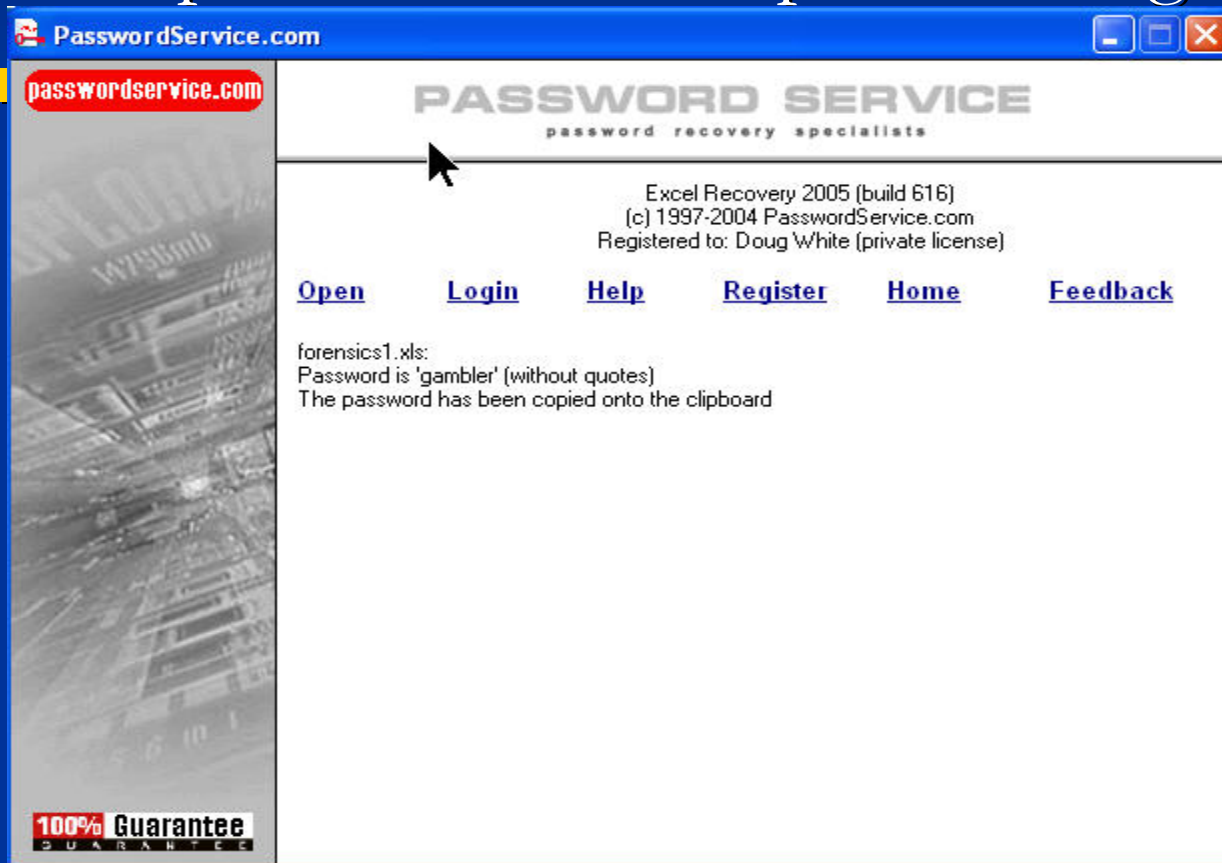 PasswordService.com
passwordservice.com
PASSWORD SERVICE
password recovery specialists
Excel Recovery 2005 (build 616)
(c) 1997-2004 PasswordService.com
Registered to: Doug White (private license)
Open Login Help Register Home Feedback
forensics1.xls:
Password is 'gambler' (without quotes)
The password has been copied onto the clipboard
100% Guarantee
GUARANTEE